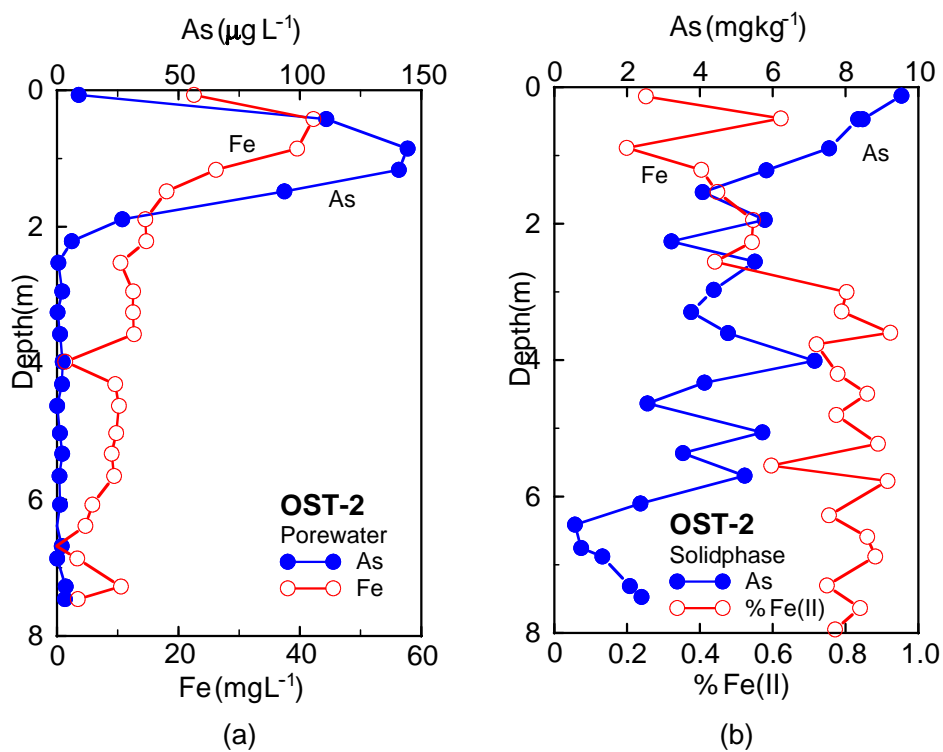 As (µg L⁻¹)
0 50 100 150
0
2
4
6
8
Depth(m)
Fe
As
OST-2
Porewater
As
Fe
0 20 40 60
Fe (mgL⁻¹)
(a)
As (mgkg⁻¹)
0 2 4 6 8 10
0
2
4
6
8
Depth(m)
As
Fe
OST-2
Solidphase
As
%Fe(II)
0 0.2 0.4 0.6 0.8 1.0
%Fe(II)
(b)